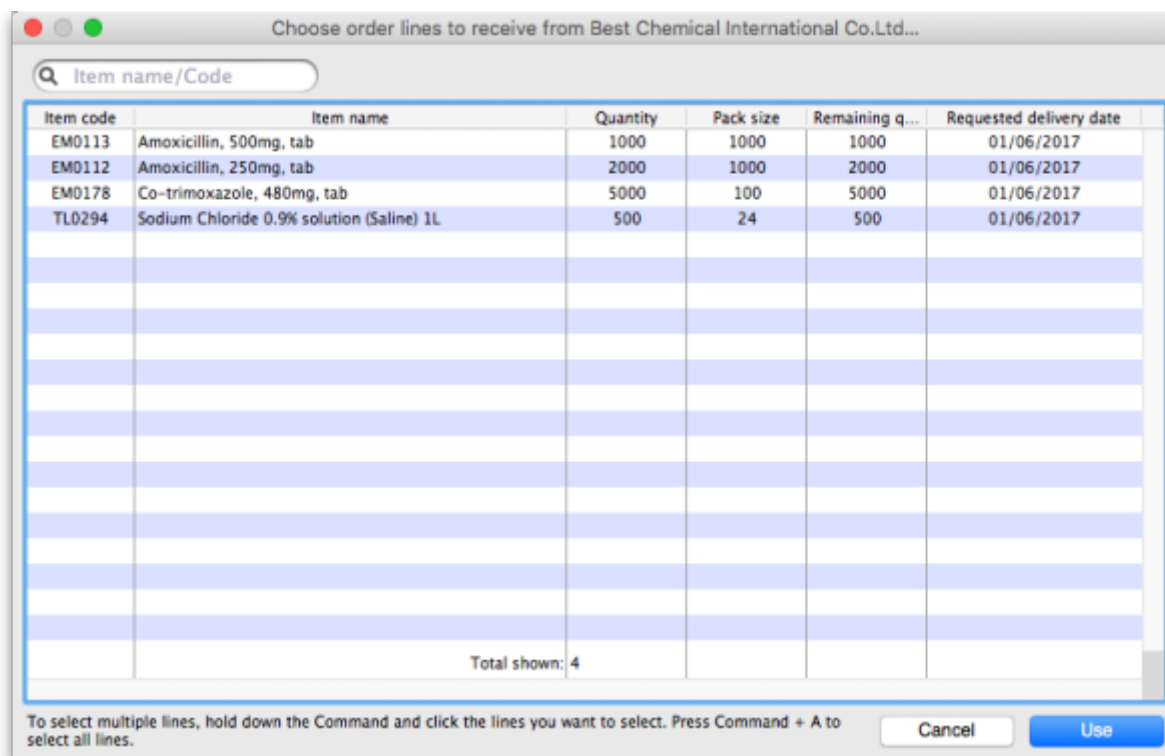 Choose order lines to receive from Best Chemical International Co.Ltd...
Item name/Code
Item code Item name Quantity Pack size Remaining q... Requested delivery date
EM0113 Amoxicillin, 500mg, tab 1000 1000 1000 01/06/2017
EM0112 Amoxicillin, 250mg, tab 2000 1000 2000 01/06/2017
EM0178 Co-trimoxazole, 480mg, tab 5000 100 5000 01/06/2017
TL0294 Sodium Chloride 0.9% solution (Saline) 1L 500 24 500 01/06/2017
Total shown: 4
To select multiple lines, hold down the Command and click the lines you want to select. Press Command + A to
select all lines.
Cancel Use